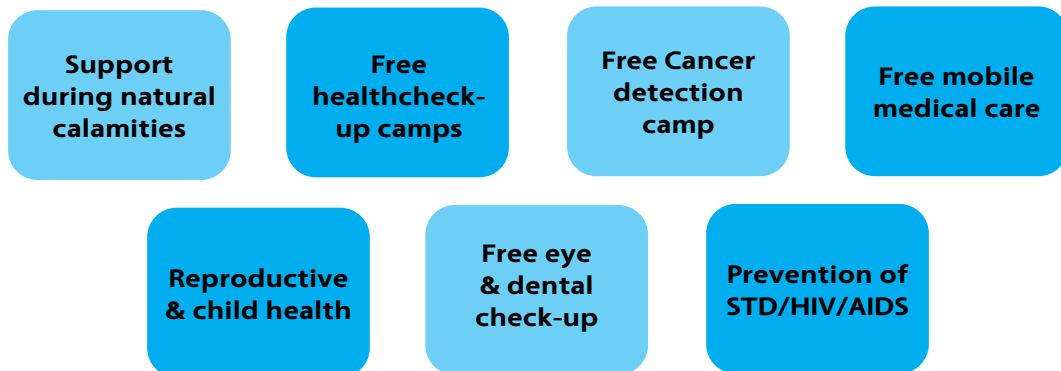 Support
during natural
calamities
Free
healthcheck-
up camps
Free Cancer
detection
camp
Free mobile
medical care
Reproductive
& child health
Free eye
& dental
check-up
Prevention of
STD/HIV/AIDS